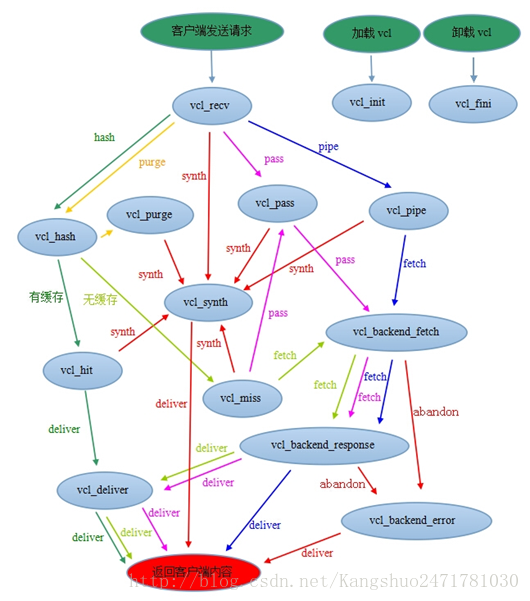 客户端发送请求
加载 vcl
卸载 vcl
vcl_recv
vcl_init
vcl_fini
hash
purge
synth
pass
pipe
vcl_hash
vcl_purge
vcl_pass
vcl_pipe
synth
synth
synth
pass
fetch
有缓存
无缓存
vcl_synth
pass
synth
synth
vcl_backend_fetch
vcl_hit
vcl_miss
fetch
fetch
fetch
fetch
abandon
deliver
deliver
deliver
vcl_backend_response
deliver
abandon
vcl_deliver
deliver
deliver
deliver
deliver
vcl_backend_error
deliver
返回客户端内容
http://blog.csdn.net/Kangshuo2471781030